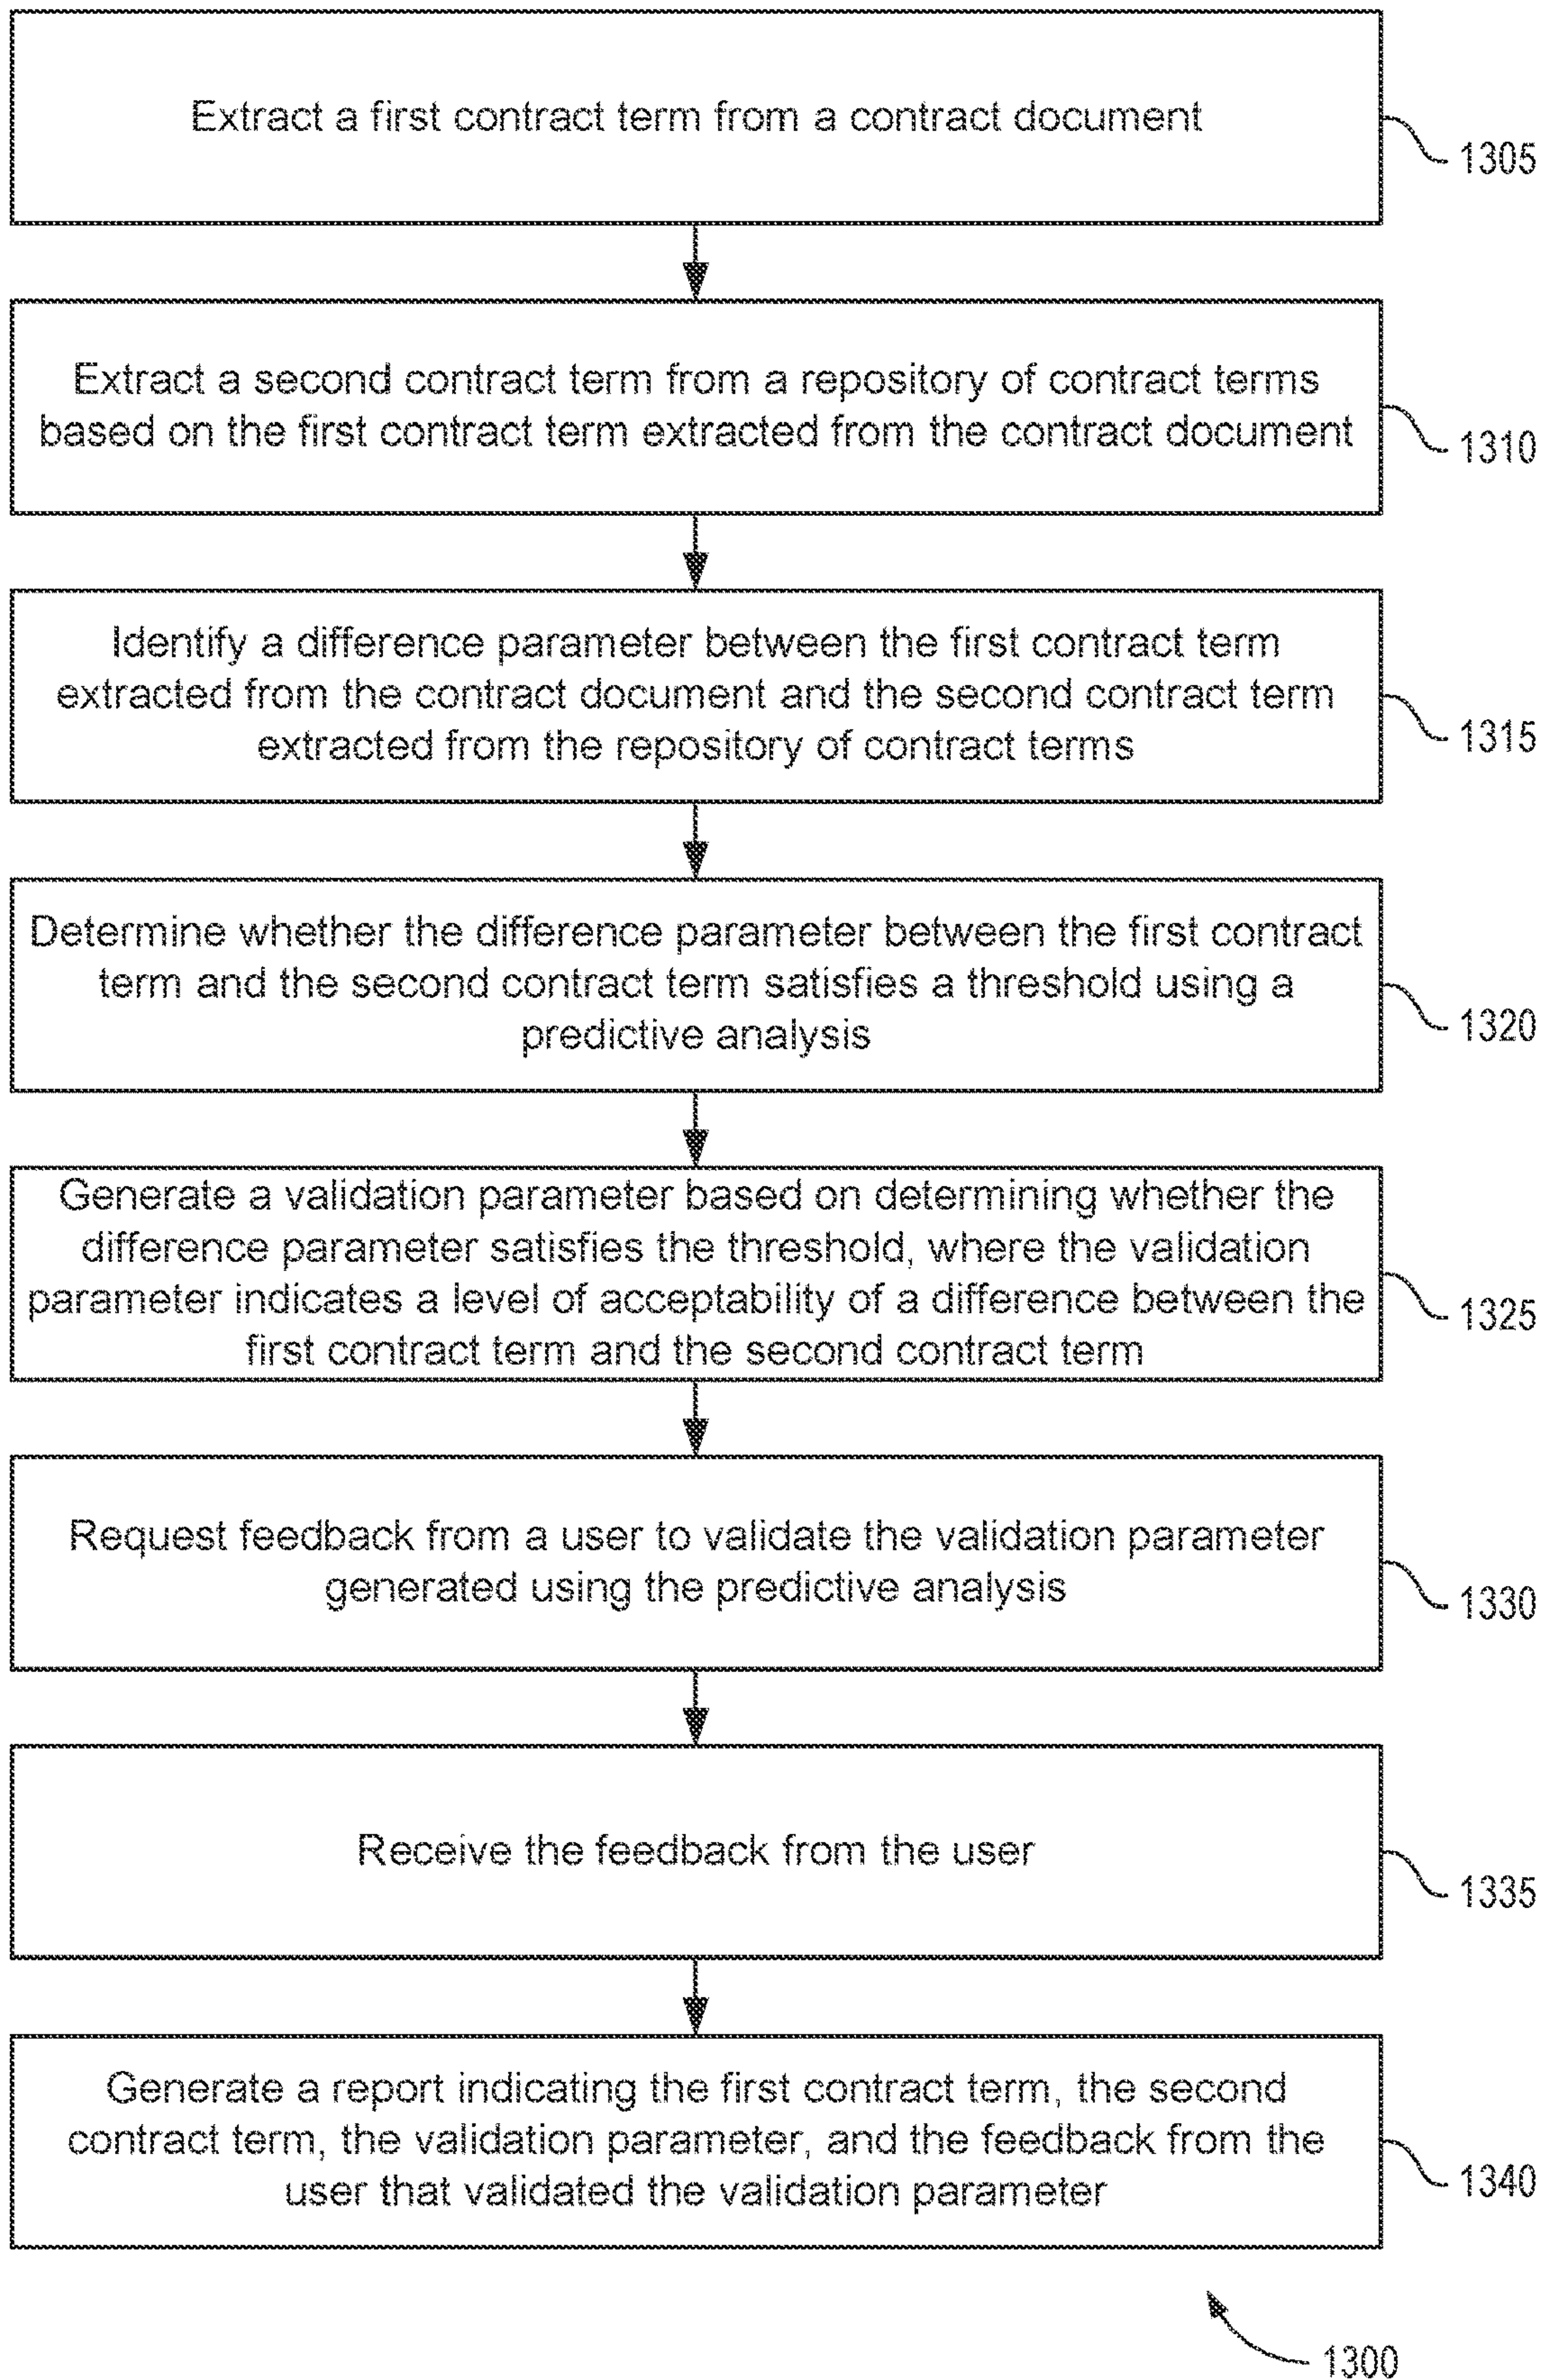 Extract a first contract term from a contract document
1305
Extract a second contract term from a repository of contract terms
based on the first contract term extracted from the contract document
1310
Identify a difference parameter between the first contract term
extracted from the contract document and the second contract term
extracted from the repository of contract terms
1315
Determine whether the difference parameter between the first contract
term and the second contract term satisfies a threshold using a
predictive analysis
1320
Generate a validation parameter based on determining whether the
difference parameter satisfies the threshold, where the validation
parameter indicates a level of acceptability of a difference between the
first contract term and the second contract term
1325
Request feedback from a user to validate the validation parameter
generated using the predictive analysis
1330
Receive the feedback from the user
1335
Generate a report indicating the first contract term, the second
contract term, the validation parameter, and the feedback from the
user that validated the validation parameter
1340
1300